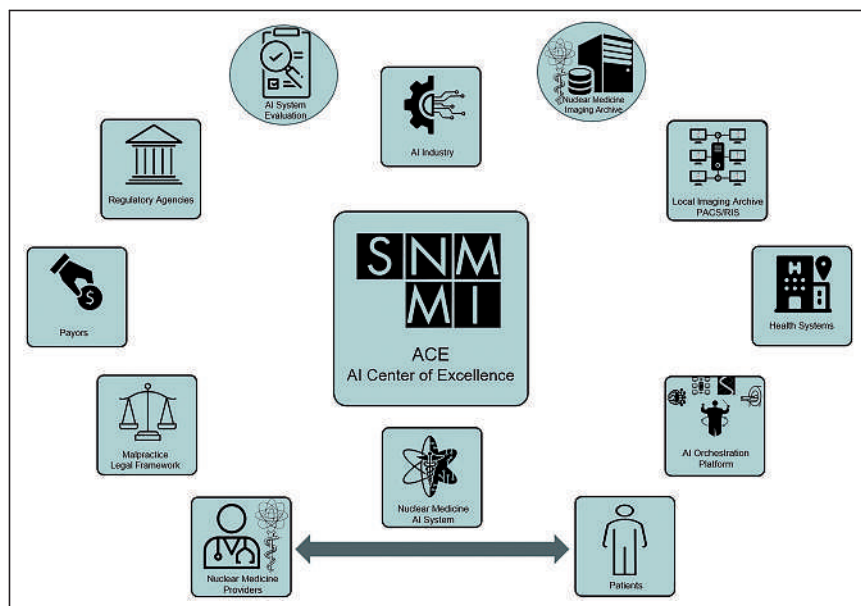 AI System
Evaluation
AI Industry
Nuclear Medicine
Imaging Archive
Regulatory Agencies
Local Imaging Archive
PACS/RIS
Payors
SNM
MI
ACE
AI Center of Excellence
Health Systems
Malpractice
Legal Framework
Nuclear Medicine
AI System
AI Orchestration
Platform
Nuclear Medicine
Providers
Patients